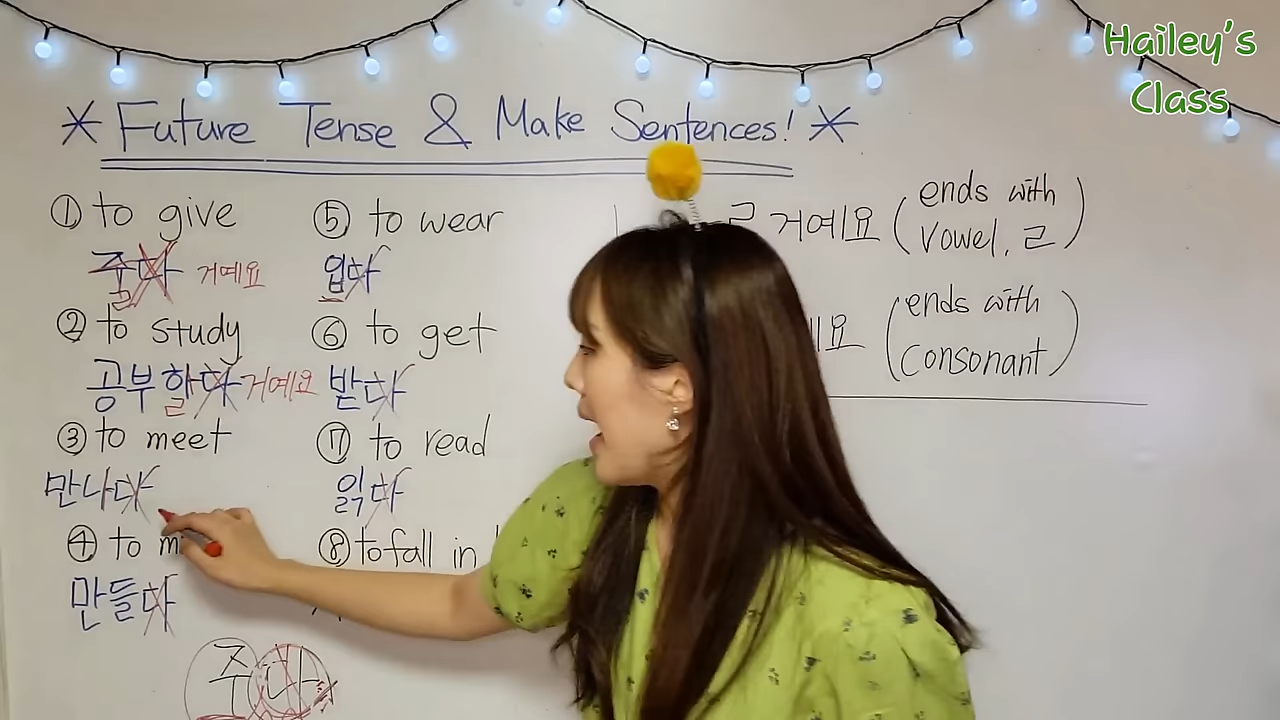 Hailey's
Class
* Future Tense & Make Sentences! *
① to give
줄다 거예요
② to study
공부할다 거예요
③ to meet
만나다
④ to
만들다
⑤ to wear
입다
⑥ to get
받다
⑦ to read
읽다
⑧ to fall in
ㄹ 거예요 (ends with
vowel, ㄹ)
(ends with
consonant)
주다